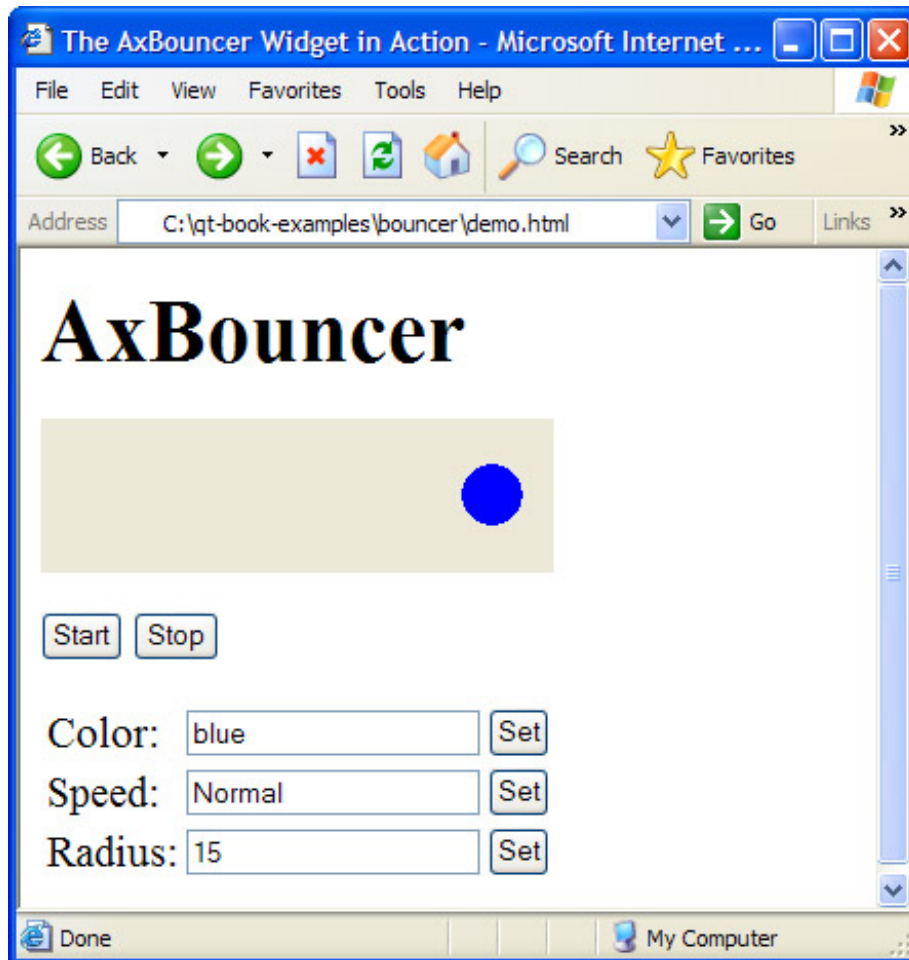 The AxBouncer Widget in Action - Microsoft Internet ...
File Edit View Favorites Tools Help
Back Search Favorites »
Address C:\qt-book-examples\bouncer\demo.html Go Links »
AxBouncer
Start Stop
Color: blue Set
Speed: Normal Set
Radius: 15 Set
Done My Computer